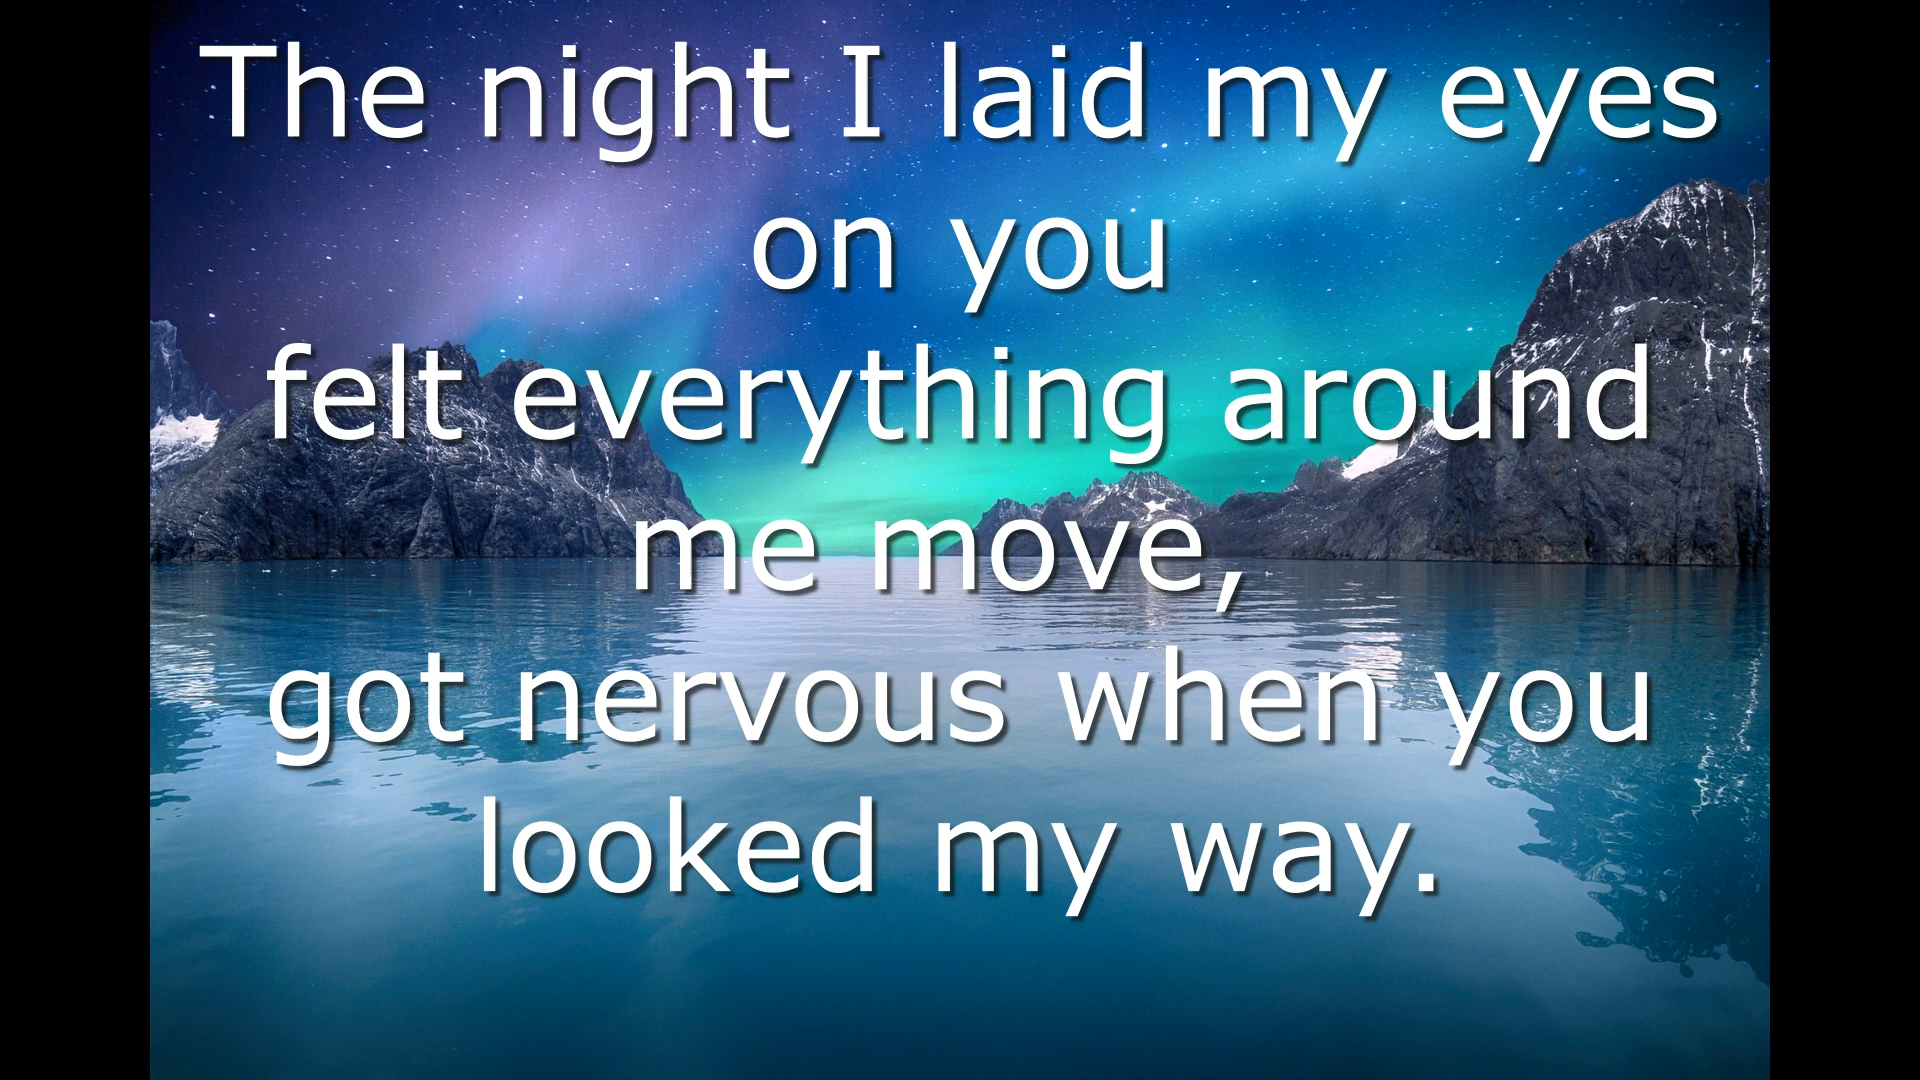 The night I laid my eyes
on you
felt everything around
me move,
got nervous when you
looked my way.